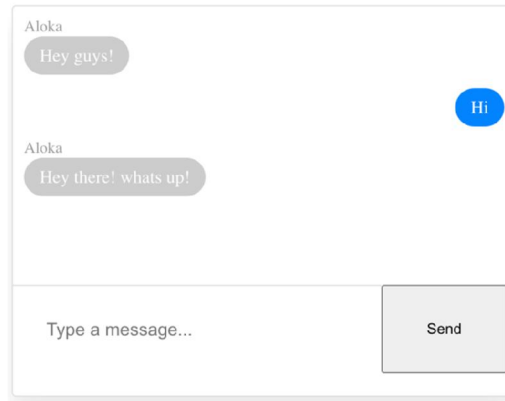 Aloka
Hey guys!
Hi
Aloka
Hey there! whats up!
Type a message...
Send